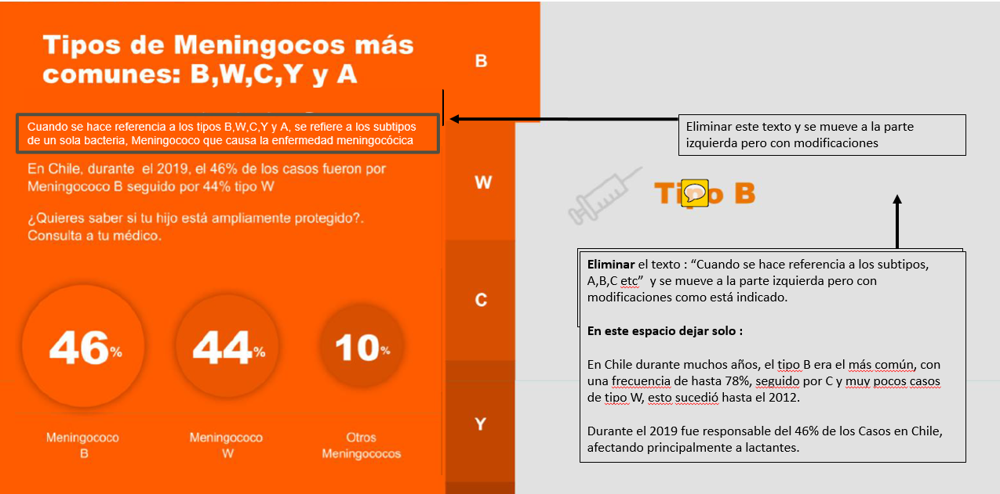 Tipos de Meningocos más
comunes: B,W,C,Y y A
Cuando se hace referencia a los tipos B,W,C,Y y A, se refiere a los subtipos
de un sola bacteria, Meningococo que causa la enfermedad meningocócica
En Chile, durante el 2019, el 46% de los casos fueron por
Meningococo B seguido por 44% tipo W
¿Quieres saber si tu hijo está ampliamente protegido?.
Consulta a tu médico.
46%
44%
10%
Meningococo
B
Meningococo
W
Otros
Meningococos
B
W
C
Y
Eliminar este texto y se mueve a la parte
izquierda pero con modificaciones
Tipo B
Eliminar el texto : “Cuando se hace referencia a los subtipos,
A,B,C etc” y se mueve a la parte izquierda pero con
modificaciones como está indicado.
En este espacio dejar solo :
En Chile durante muchos años, el tipo B era el más común, con
una frecuencia de hasta 78%, seguido por C y muy pocos casos
de tipo W, esto sucedió hasta el 2012.
Durante el 2019 fue responsable del 46% de los Casos en Chile,
afectando principalmente a lactantes.